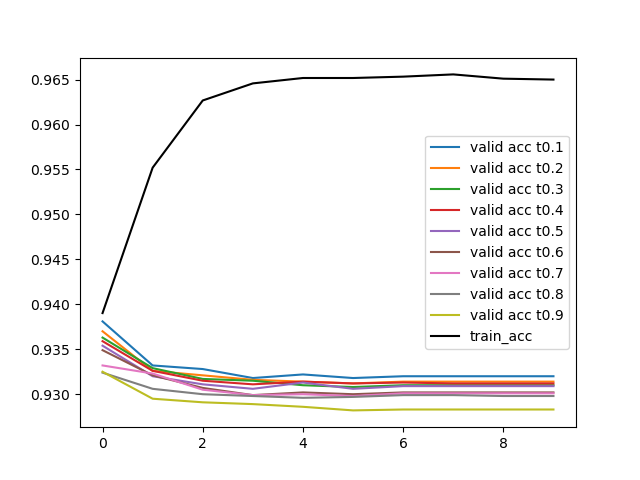 0.965
0.960
0.955
0.950
0.945
0.940
0.935
0.930
valid acc t0.1
valid acc t0.2
valid acc t0.3
valid acc t0.4
valid acc t0.5
valid acc t0.6
valid acc t0.7
valid acc t0.8
valid acc t0.9
train_acc
0 2 4 6 8